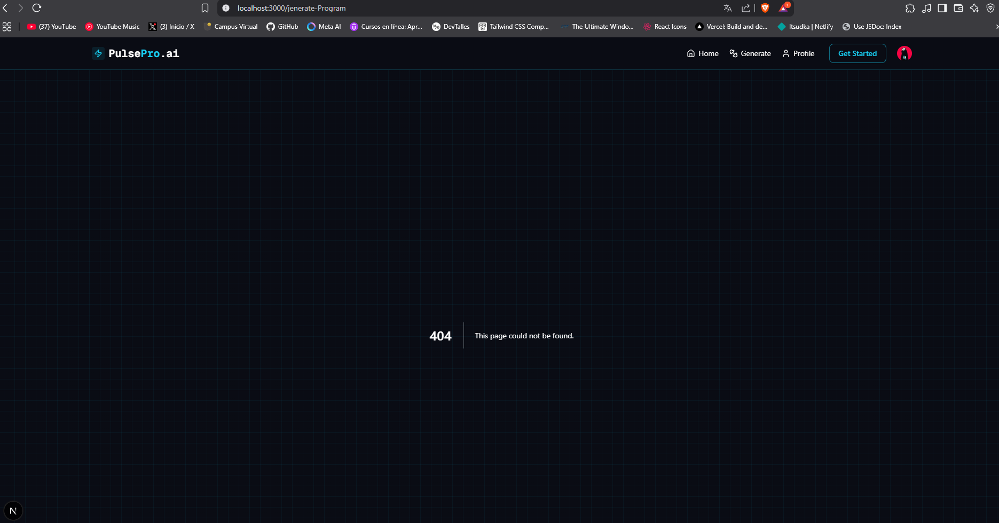 localhost:3000/jenerate-Program
(37) YouTube
YouTube Music
(3) Inicio / X
Campus Virtual
GitHub
Meta AI
Cursos en línea: Apr...
DevTalles
Tailwind CSS Comp...
The Ultimate Windo...
React Icons
Vercel: Build and de...
Itsudka | Netlify
Use JSDoc: Index
PulsePro.ai
Home
Generate
Profile
Get Started
404
This page could not be found.
N